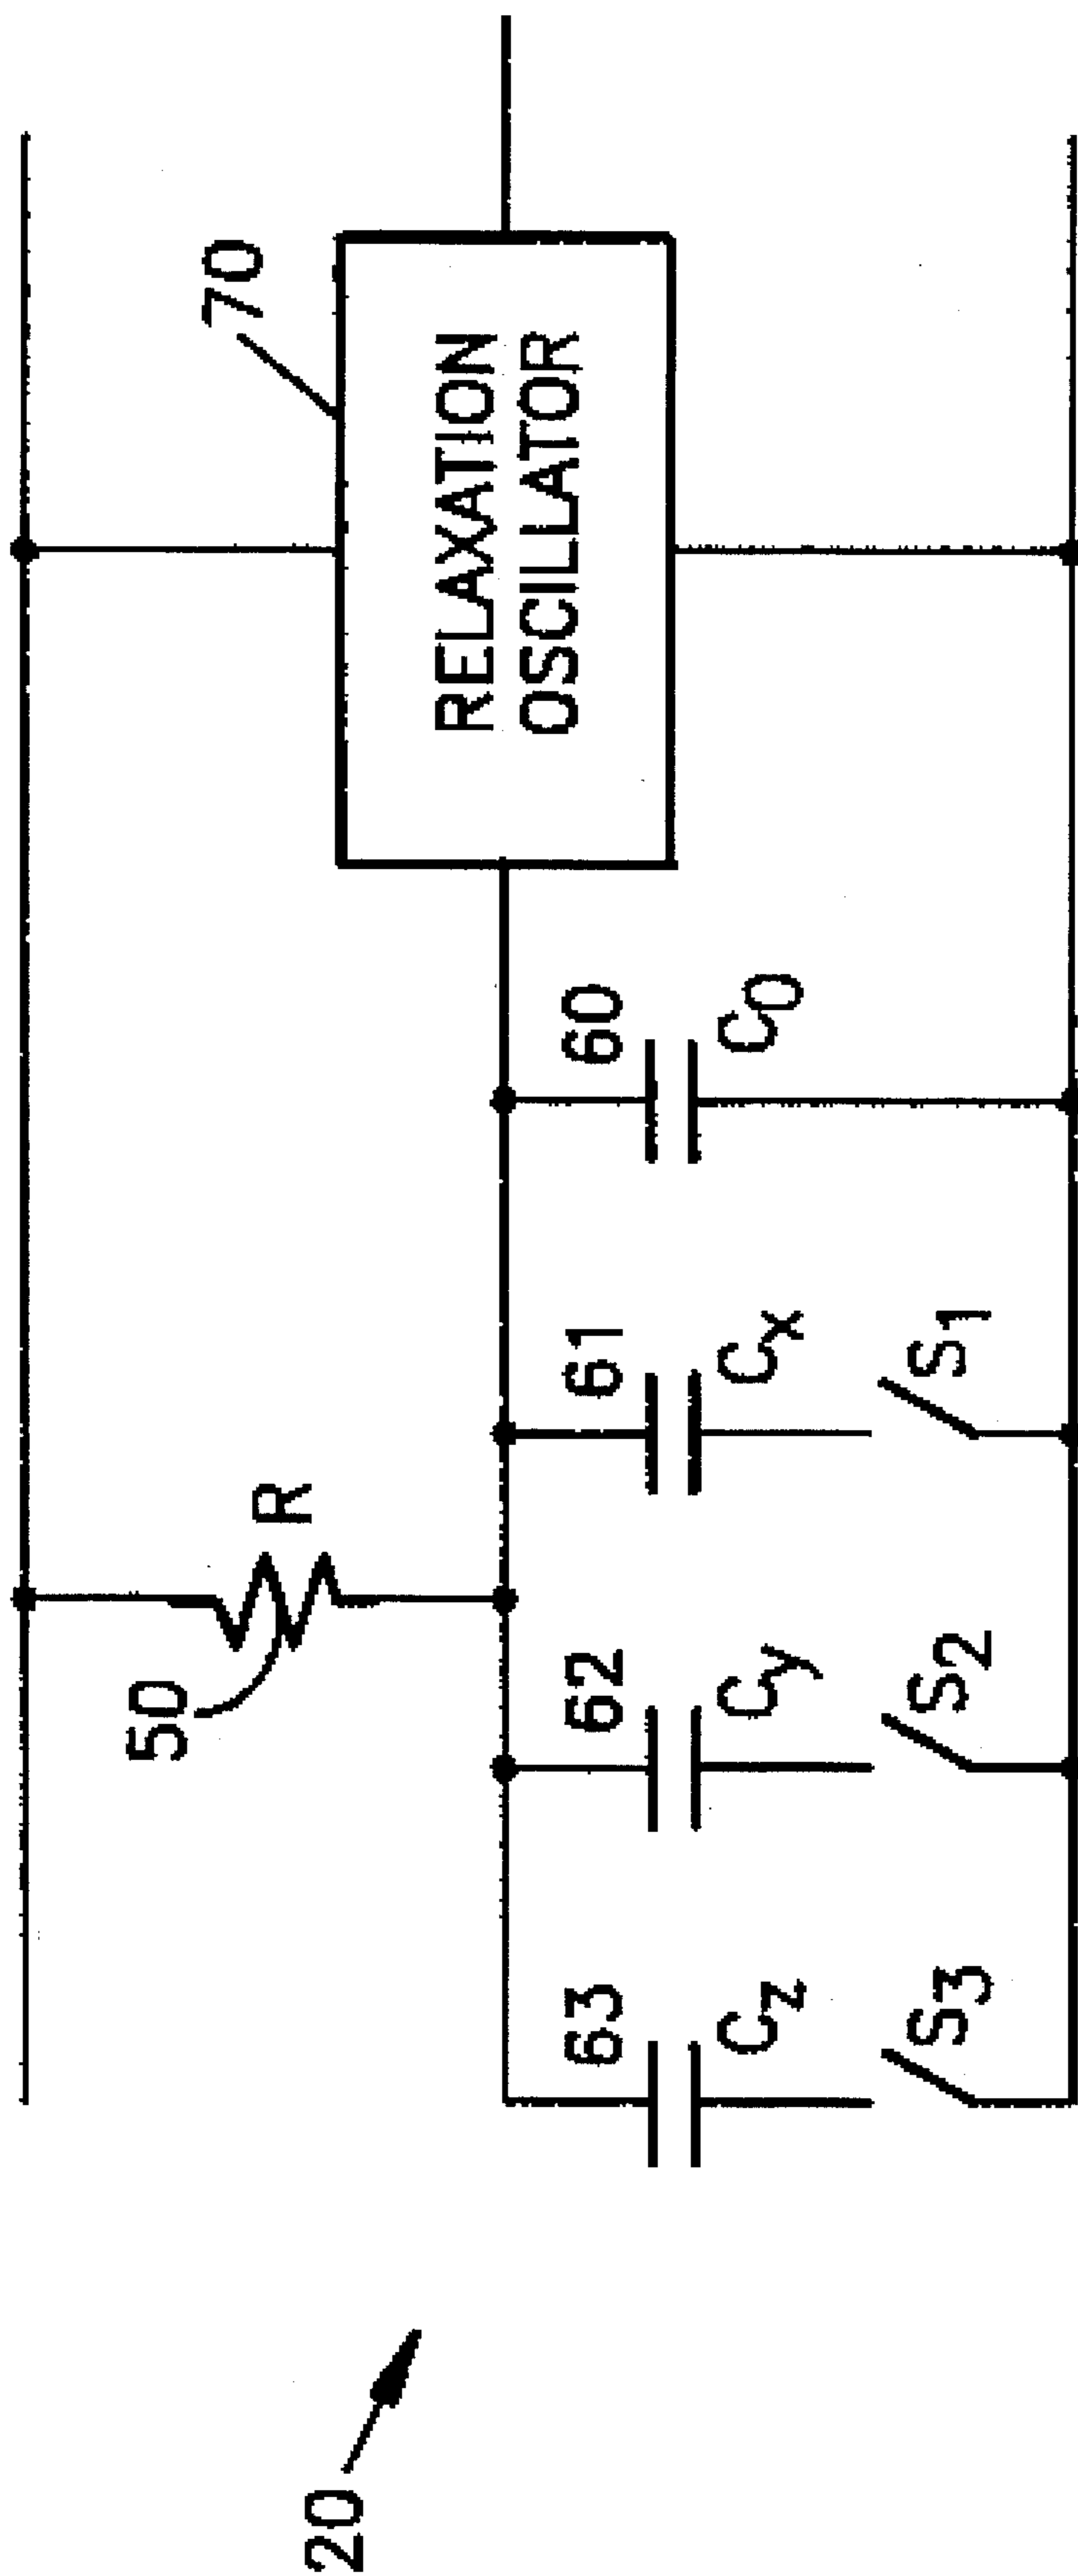 20
50
R
70
RELAXATION
OSCILLATOR
63
62
61
60
Cz
Cy
Cx
C0
S3
S2
S1